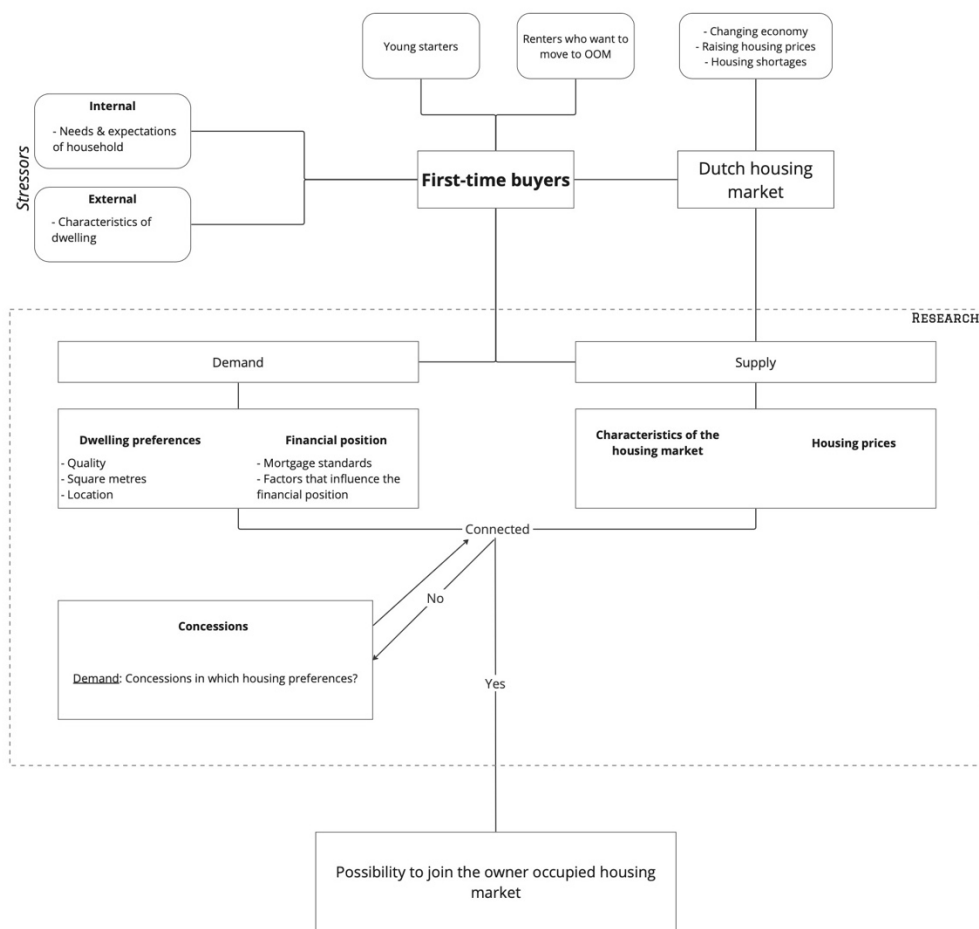 Young starters
Renters who want to
move to OOM
- Changing economy
- Raising housing prices
- Housing shortages
Stressors
Internal
- Needs & expectations
of household
External
- Characteristics of
dwelling
First-time buyers
Dutch housing
market
Research
Demand
Supply
Dwelling preferences
- Quality
- Square metres
- Location
Financial position
- Mortgage standards
- Factors that influence the
financial position
Characteristics of the
housing market
Housing prices
Connected
No
Concessions
Demand: Concessions in which housing preferences?
Yes
Possibility to join the owner occupied housing
market